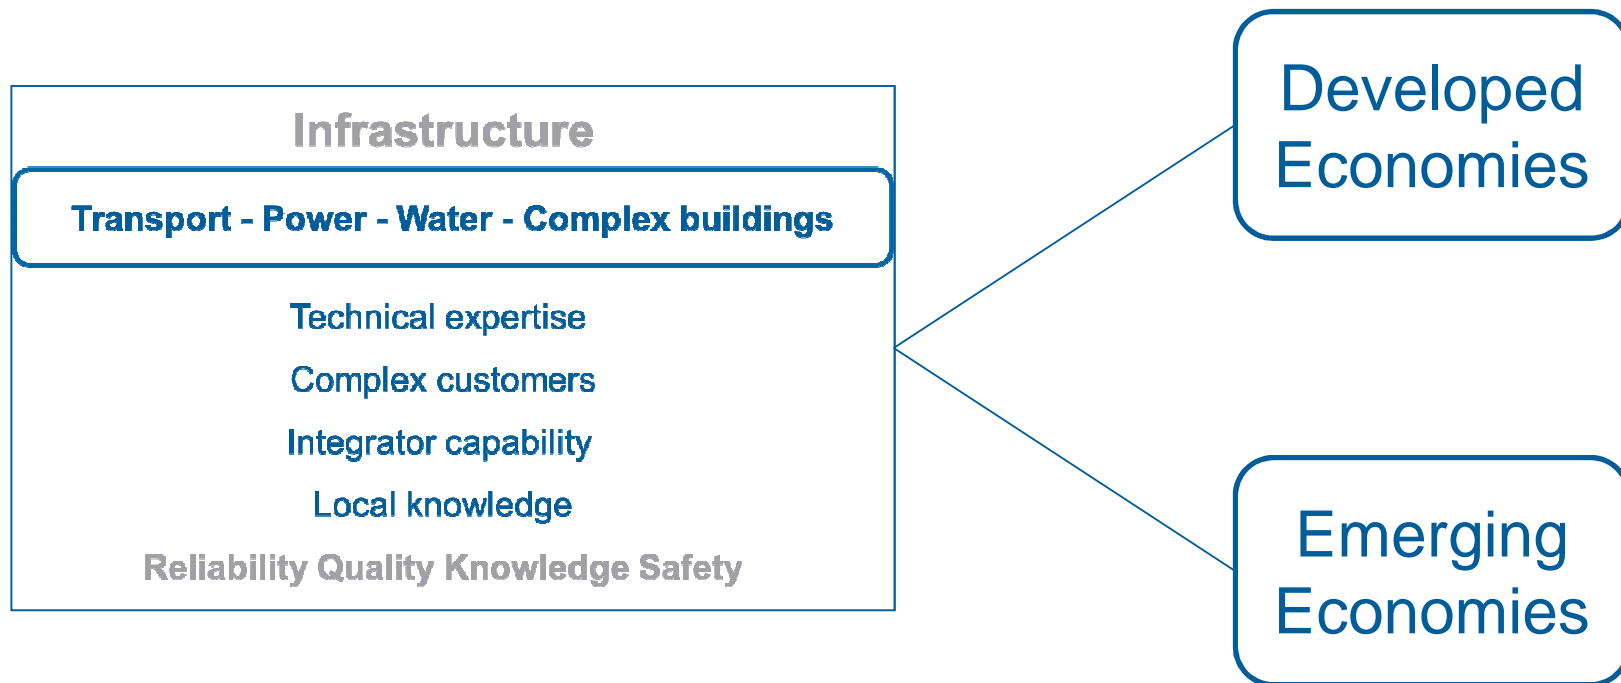 Infrastructure
Transport - Power - Water - Complex buildings
Technical expertise
Complex customers
Integrator capability
Local knowledge
Reliability Quality Knowledge Safety
Developed
Economies
Emerging
Economies